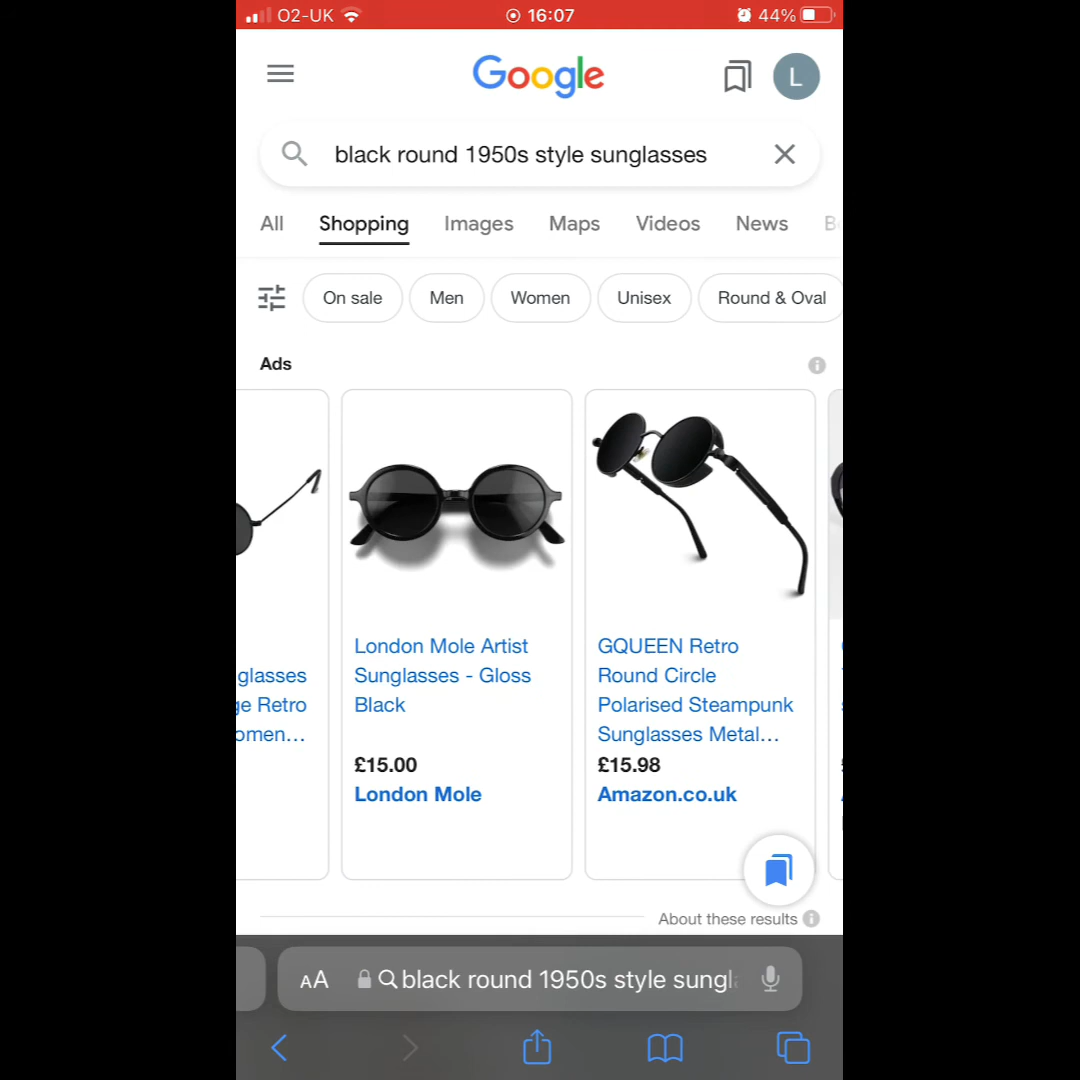 O2-UK 16:07 44%
Google
L
black round 1950s style sunglasses
All Shopping Images Maps Videos News
On sale Men Women Unisex Round & Oval
Ads
glasses
Retro
London Mole Artist
Sunglasses - Gloss
Black
£15.00
London Mole
GQUEEN Retro
Round Circle
Polarised Steampunk
Sunglasses Metal...
£15.98
Amazon.co.uk
About these results
AA black round 1950s style sungl